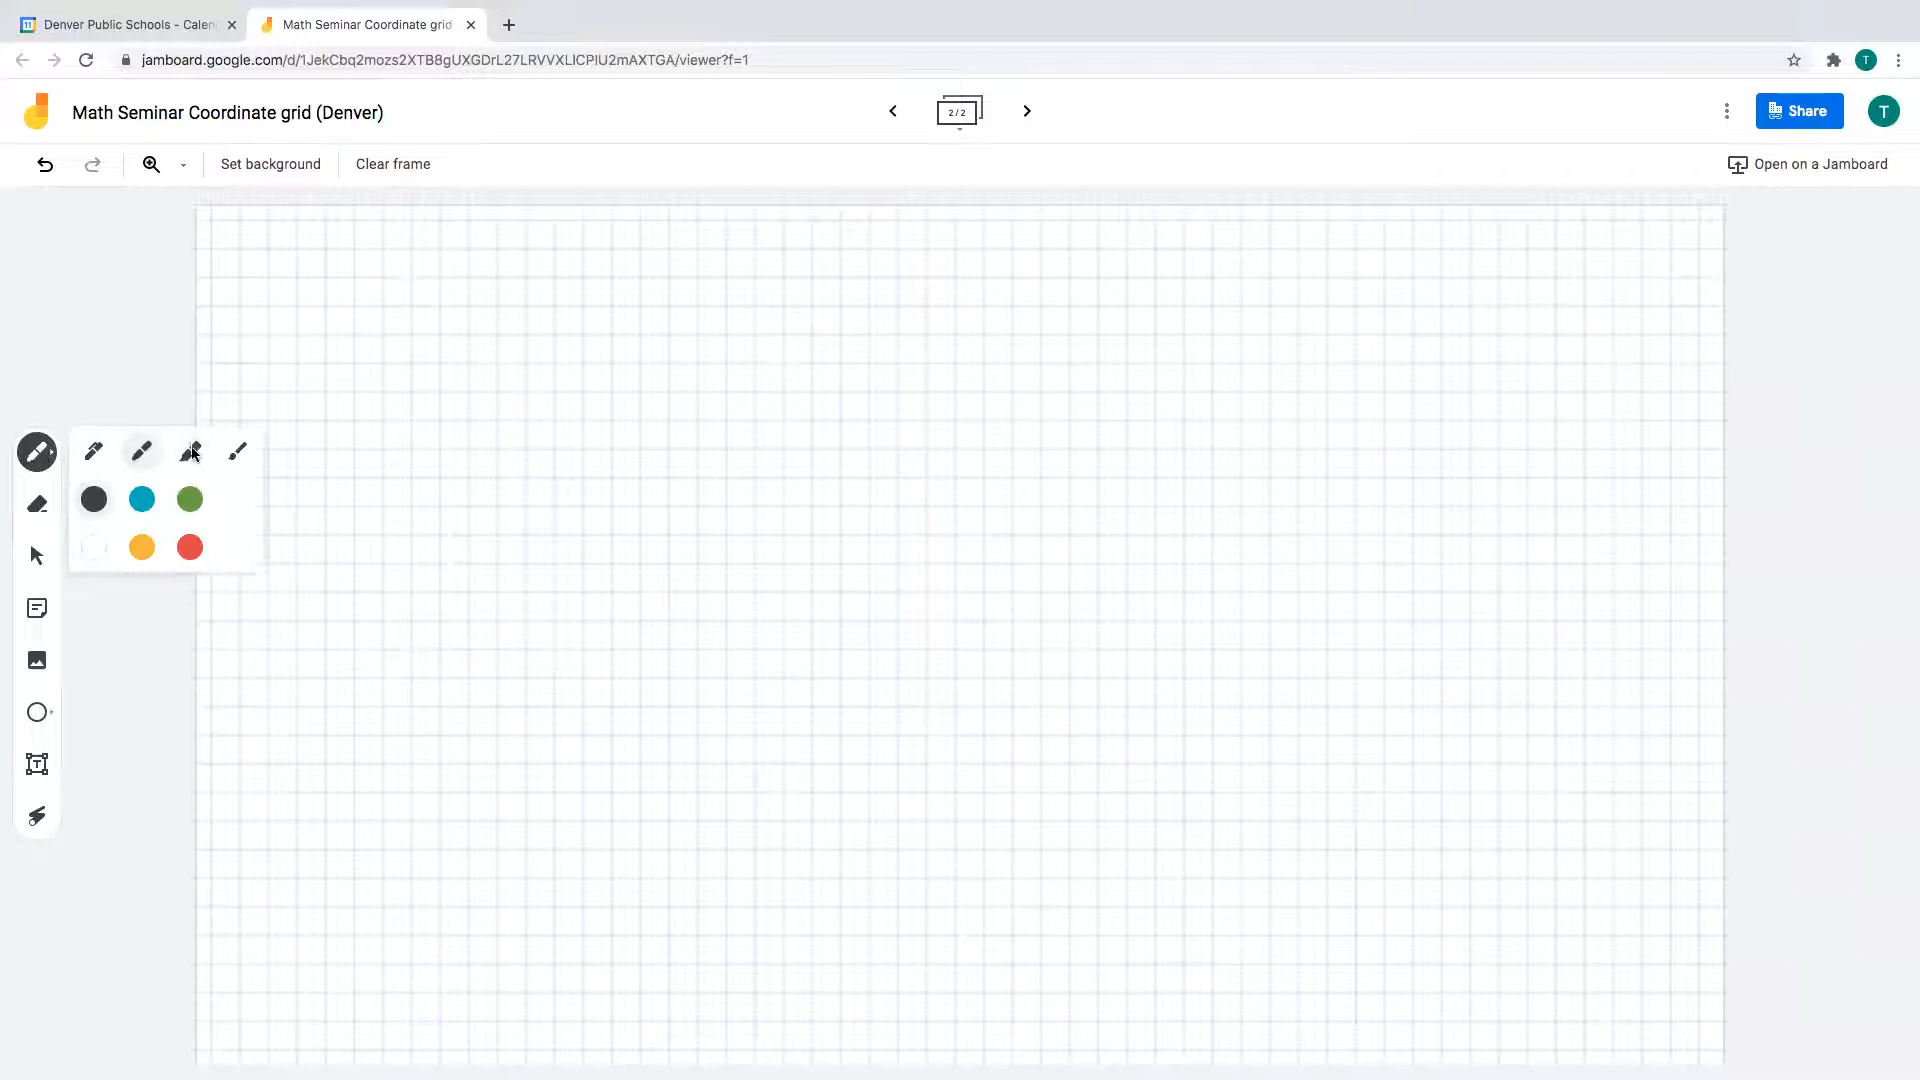 Denver Public Schools - Calen
Math Seminar Coordinate grid
jamboard.google.com/d/1JekCbq2mozs2XTB8gUXGDrL27LRVVXLICPIU2mAXTGA/viewer?f=1
T
Math Seminar Coordinate grid (Denver)
2 / 2
Share
T
Set background
Clear frame
Open on a Jamboard